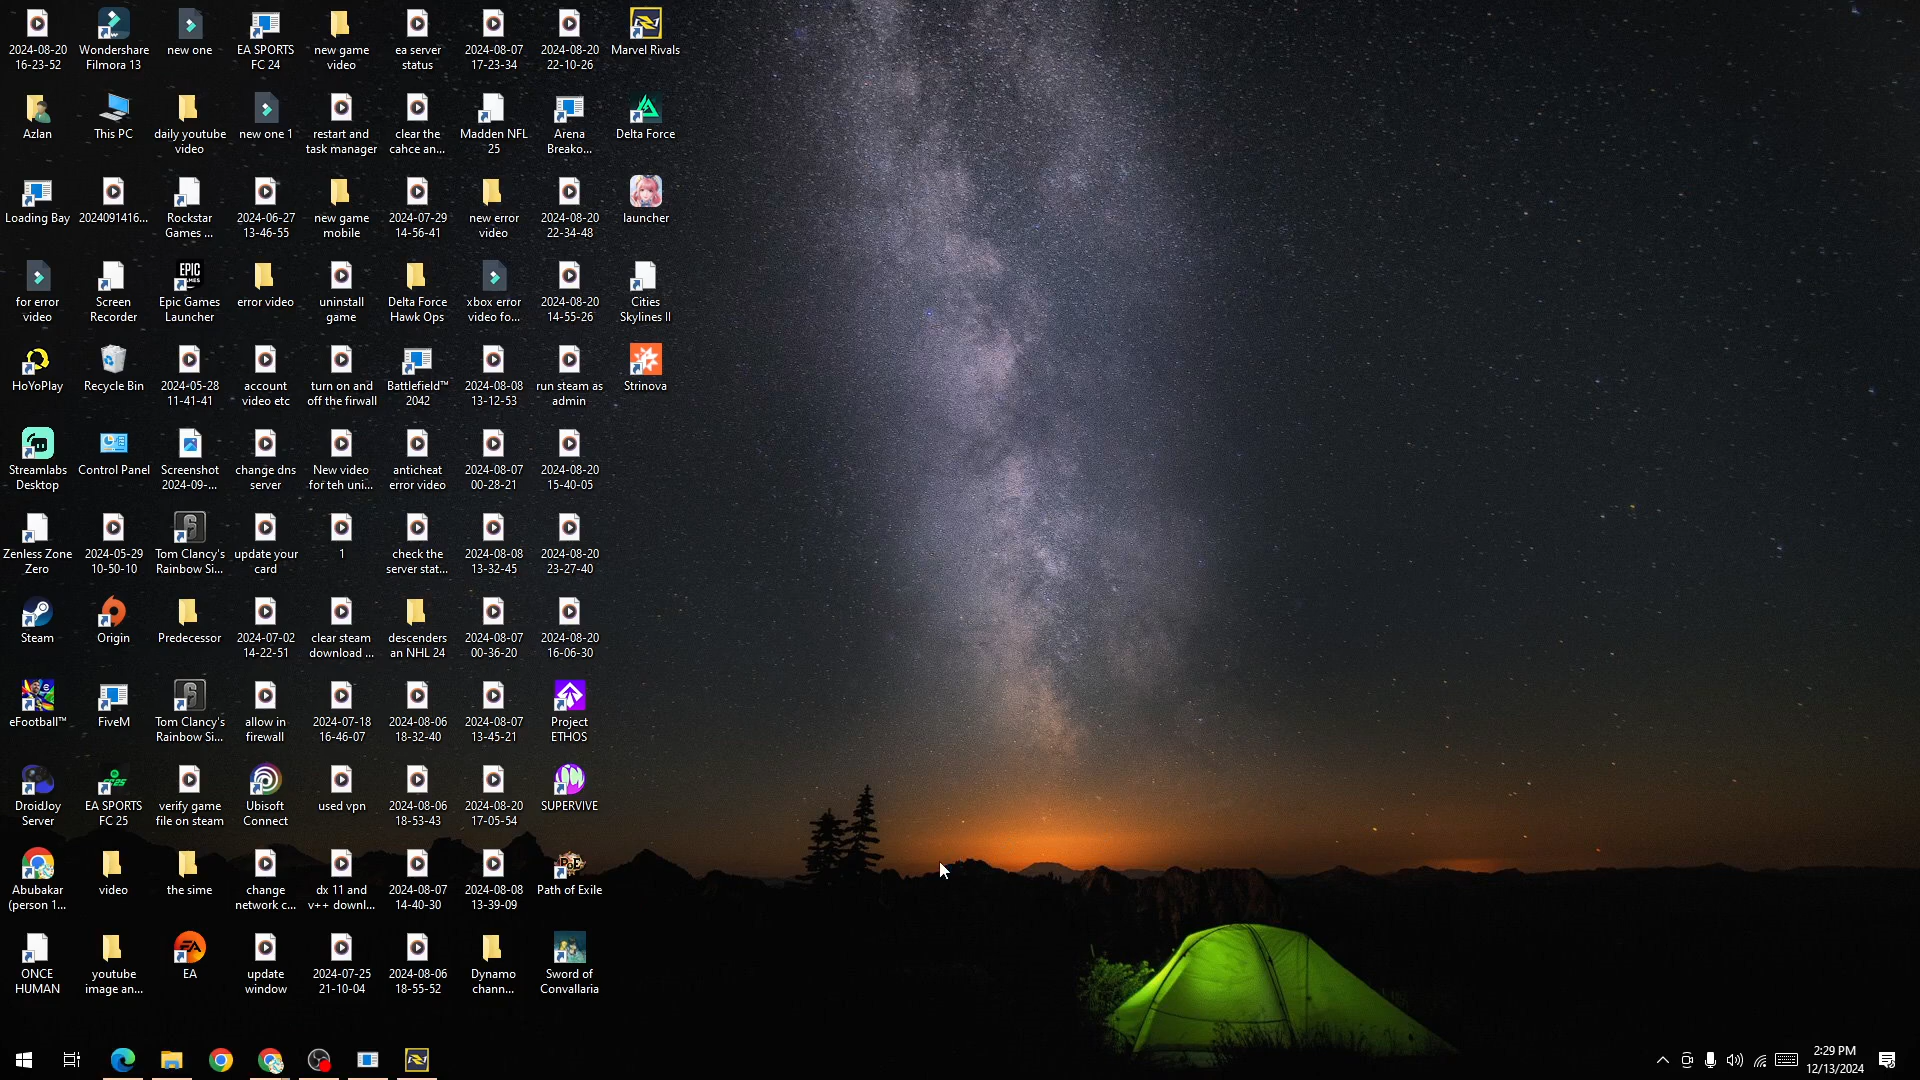 2024-08-20
16-23-52
Wondershare
Filmora 13
new one
EA SPORTS
FC 24
new game
video
ea server
status
2024-08-07
17-23-34
2024-08-20
22-10-26
Marvel Rivals
Azlan
This PC
daily youtube
video
new one 1
restart and
task manager
clear the
cahce an...
Madden NFL
25
Arena
Breako...
Delta Force
Loading Bay
2024091416...
Rockstar
Games ...
2024-06-27
13-46-55
new game
mobile
2024-07-29
14-56-41
new error
video
2024-08-20
22-34-48
launcher
for error
video
Screen
Recorder
EPIC
GAMES
Epic Games
Launcher
error video
uninstall
game
Delta Force
Hawk Ops
xbox error
video fo...
2024-08-20
14-55-26
Cities
Skylines II
HoYoPlay
Recycle Bin
2024-05-28
11-41-41
account
video etc
turn on and
off the firwall
Battlefield™
2042
2024-08-08
13-12-53
run steam as
admin
Strinova
Streamlabs
Desktop
Control Panel
Screenshot
2024-09-...
change dns
server
New video
for teh uni...
anticheat
error video
2024-08-07
00-28-21
2024-08-20
15-40-05
Zenless Zone
Zero
2024-05-29
10-50-10
Tom Clancy's
Rainbow Si...
update your
card
1
check the
server stat...
2024-08-08
13-32-45
2024-08-20
23-27-40
Steam
Origin
Predecessor
2024-07-02
14-22-51
clear steam
download ...
descenders
an NHL 24
2024-08-07
00-36-20
2024-08-20
16-06-30
eFootball™
FiveM
Tom Clancy's
Rainbow Si...
allow in
firewall
2024-07-18
16-46-07
2024-08-06
18-32-40
2024-08-07
13-45-21
Project
ETHOS
DroidJoy
Server
EA SPORTS
FC 25
verify game
file on steam
Ubisoft
Connect
used vpn
2024-08-06
18-53-43
2024-08-20
17-05-54
SUPERVIVE
Abubakar
(person 1...
video
the sime
change
network c...
dx 11 and
v++ downl...
2024-08-07
14-40-30
2024-08-08
13-39-09
PoE
Path of Exile
ONCE
HUMAN
youtube
image an...
EA
EA
update
window
2024-07-25
21-10-04
2024-08-06
18-55-52
Dynamo
chann...
Sword of
Convallaria
2:29 PM
12/13/2024